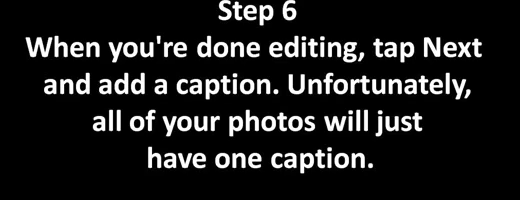 Step 6
When you're done editing, tap Next
and add a caption. Unfortunately,
all of your photos will just
have one caption.